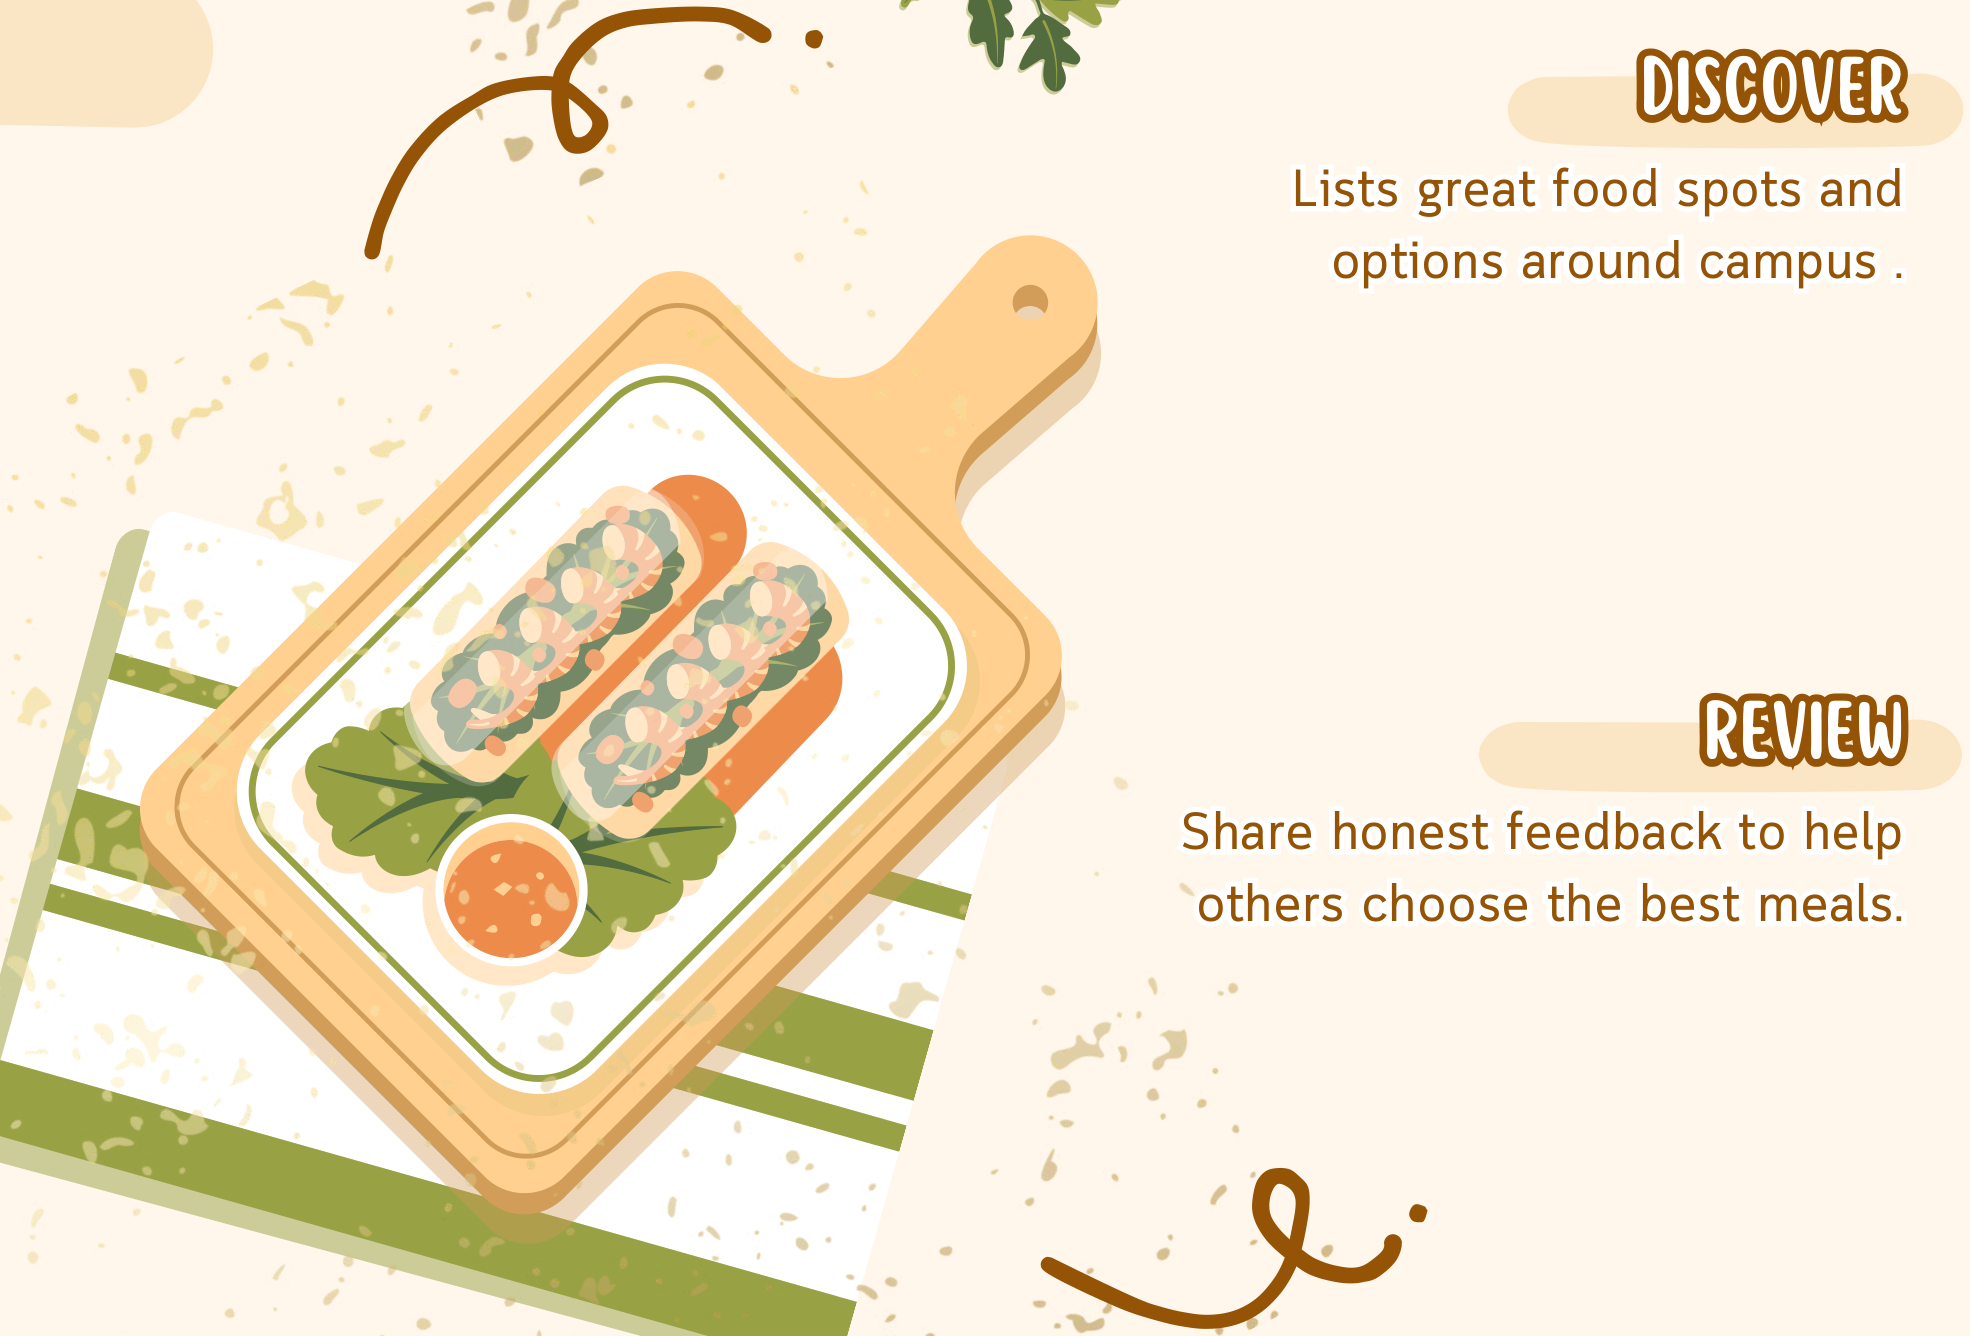 DISCOVER
Lists great food spots and
options around campus .
REVIEW
Share honest feedback to help
others choose the best meals.